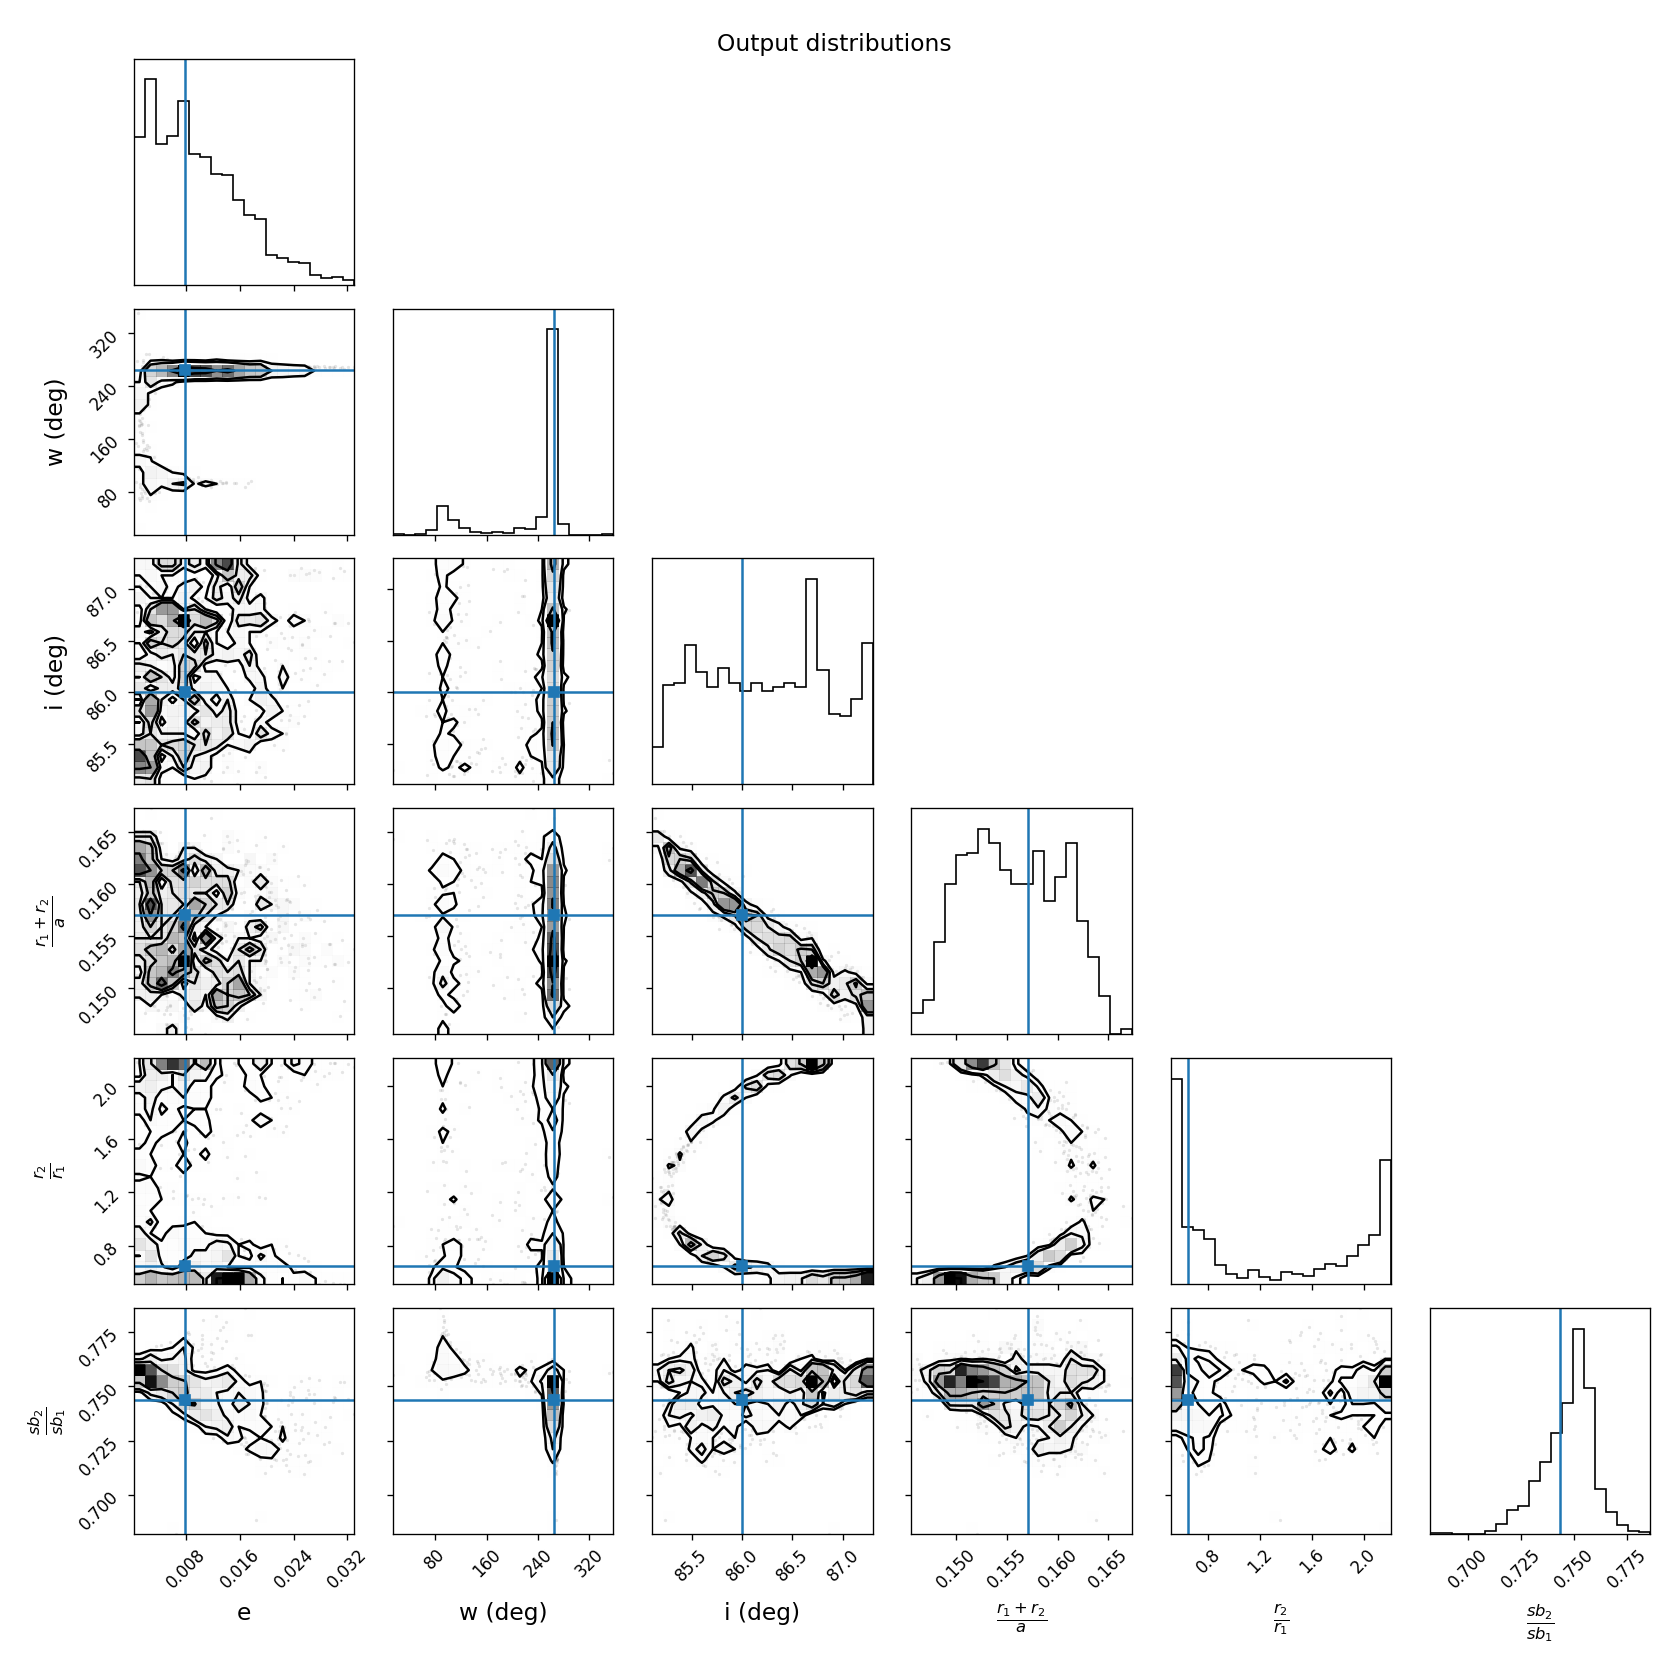 Output distributions
w (deg)
320
240
160
80
i (deg)
87.0
86.5
86.0
85.5
r₁ + r₂ / a
0.165
0.160
0.155
0.150
r₂ / r₁
2.0
1.6
1.2
0.8
sb₂ / sb₁
0.775
0.750
0.725
0.700
0.008 0.016 0.024 0.032 80 160 240 320 85.5 86.0 86.5 87.0 0.150 0.155 0.160 0.165 0.8 1.2 1.6 2.0 0.700 0.725 0.750 0.775
e w (deg) i (deg) r₁ + r₂ / a r₂ / r₁ sb₂ / sb₁